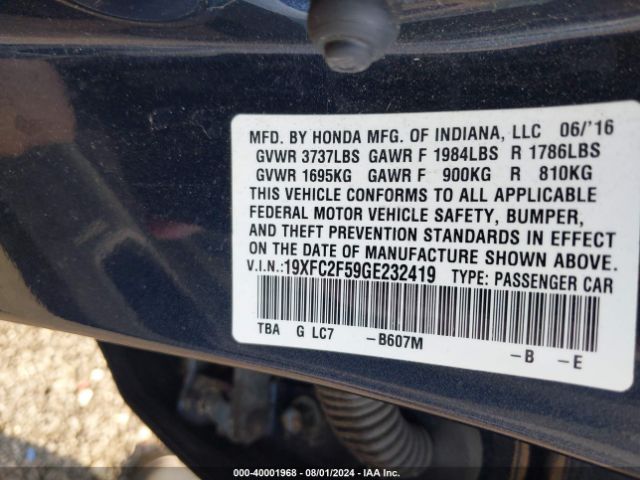 MFD. BY HONDA MFG. OF INDIANA, LLC 06/'16
GVWR 3737LBS GAWR F 1984LBS R 1786LBS
GVWR 1695KG GAWR F 900KG R 810KG
THIS VEHICLE CONFORMS TO ALL APPLICABLE
FEDERAL MOTOR VEHICLE SAFETY, BUMPER,
AND THEFT PREVENTION STANDARDS IN EFFECT
ON THE DATE OF MANUFACTURE SHOWN ABOVE.
V.I.N.:19XFC2F59GE232419 TYPE: PASSENGER CAR
TBA G LC7 -B607M -B -E
000-40001968 - 08/01/2024 - IAA Inc.